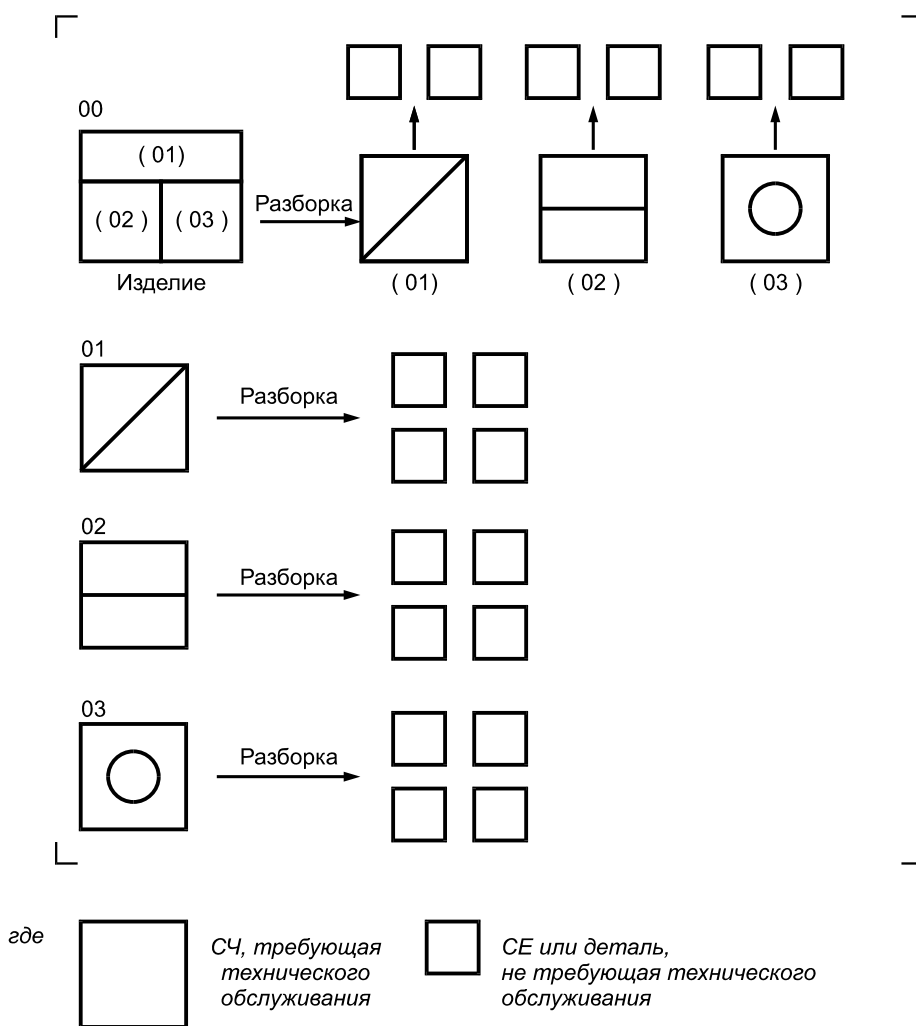 00
( 01)
( 02 ) ( 03 )
Разборка
Изделие
( 01)
( 02 )
( 03 )
01
Разборка
02
Разборка
03
Разборка
где
СЧ, требующая
технического
обслуживания
СЕ или деталь,
не требующая технического
обслуживания